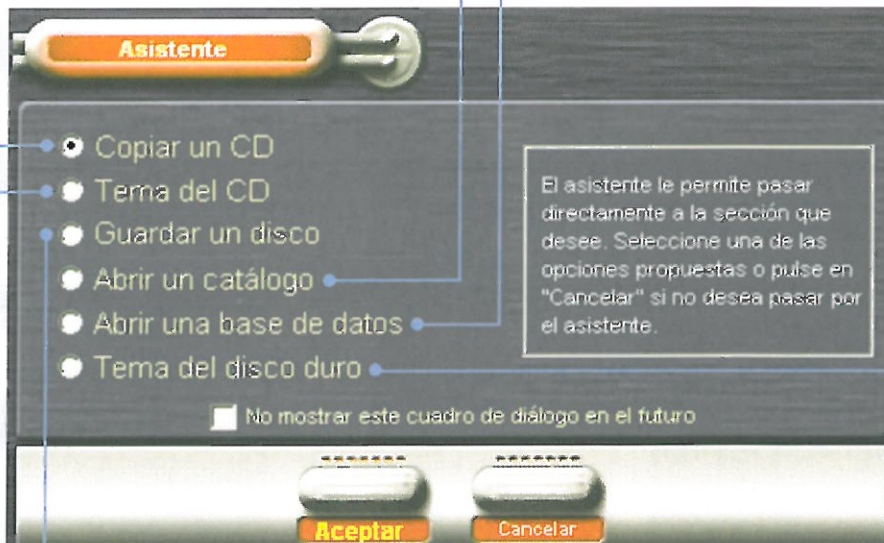 Asistente
Copiar un CD
Tema del CD
Guardar un disco
Abrir un catálogo
Abrir una base de datos
Tema del disco duro
El asistente le permite pasar
directamente a la sección que
desee. Seleccione una de las
opciones propuestas o pulse en
"Cancelar" si no desea pasar por
el asistente.
No mostrar este cuadro de diálogo en el futuro
Aceptar
Cancelar